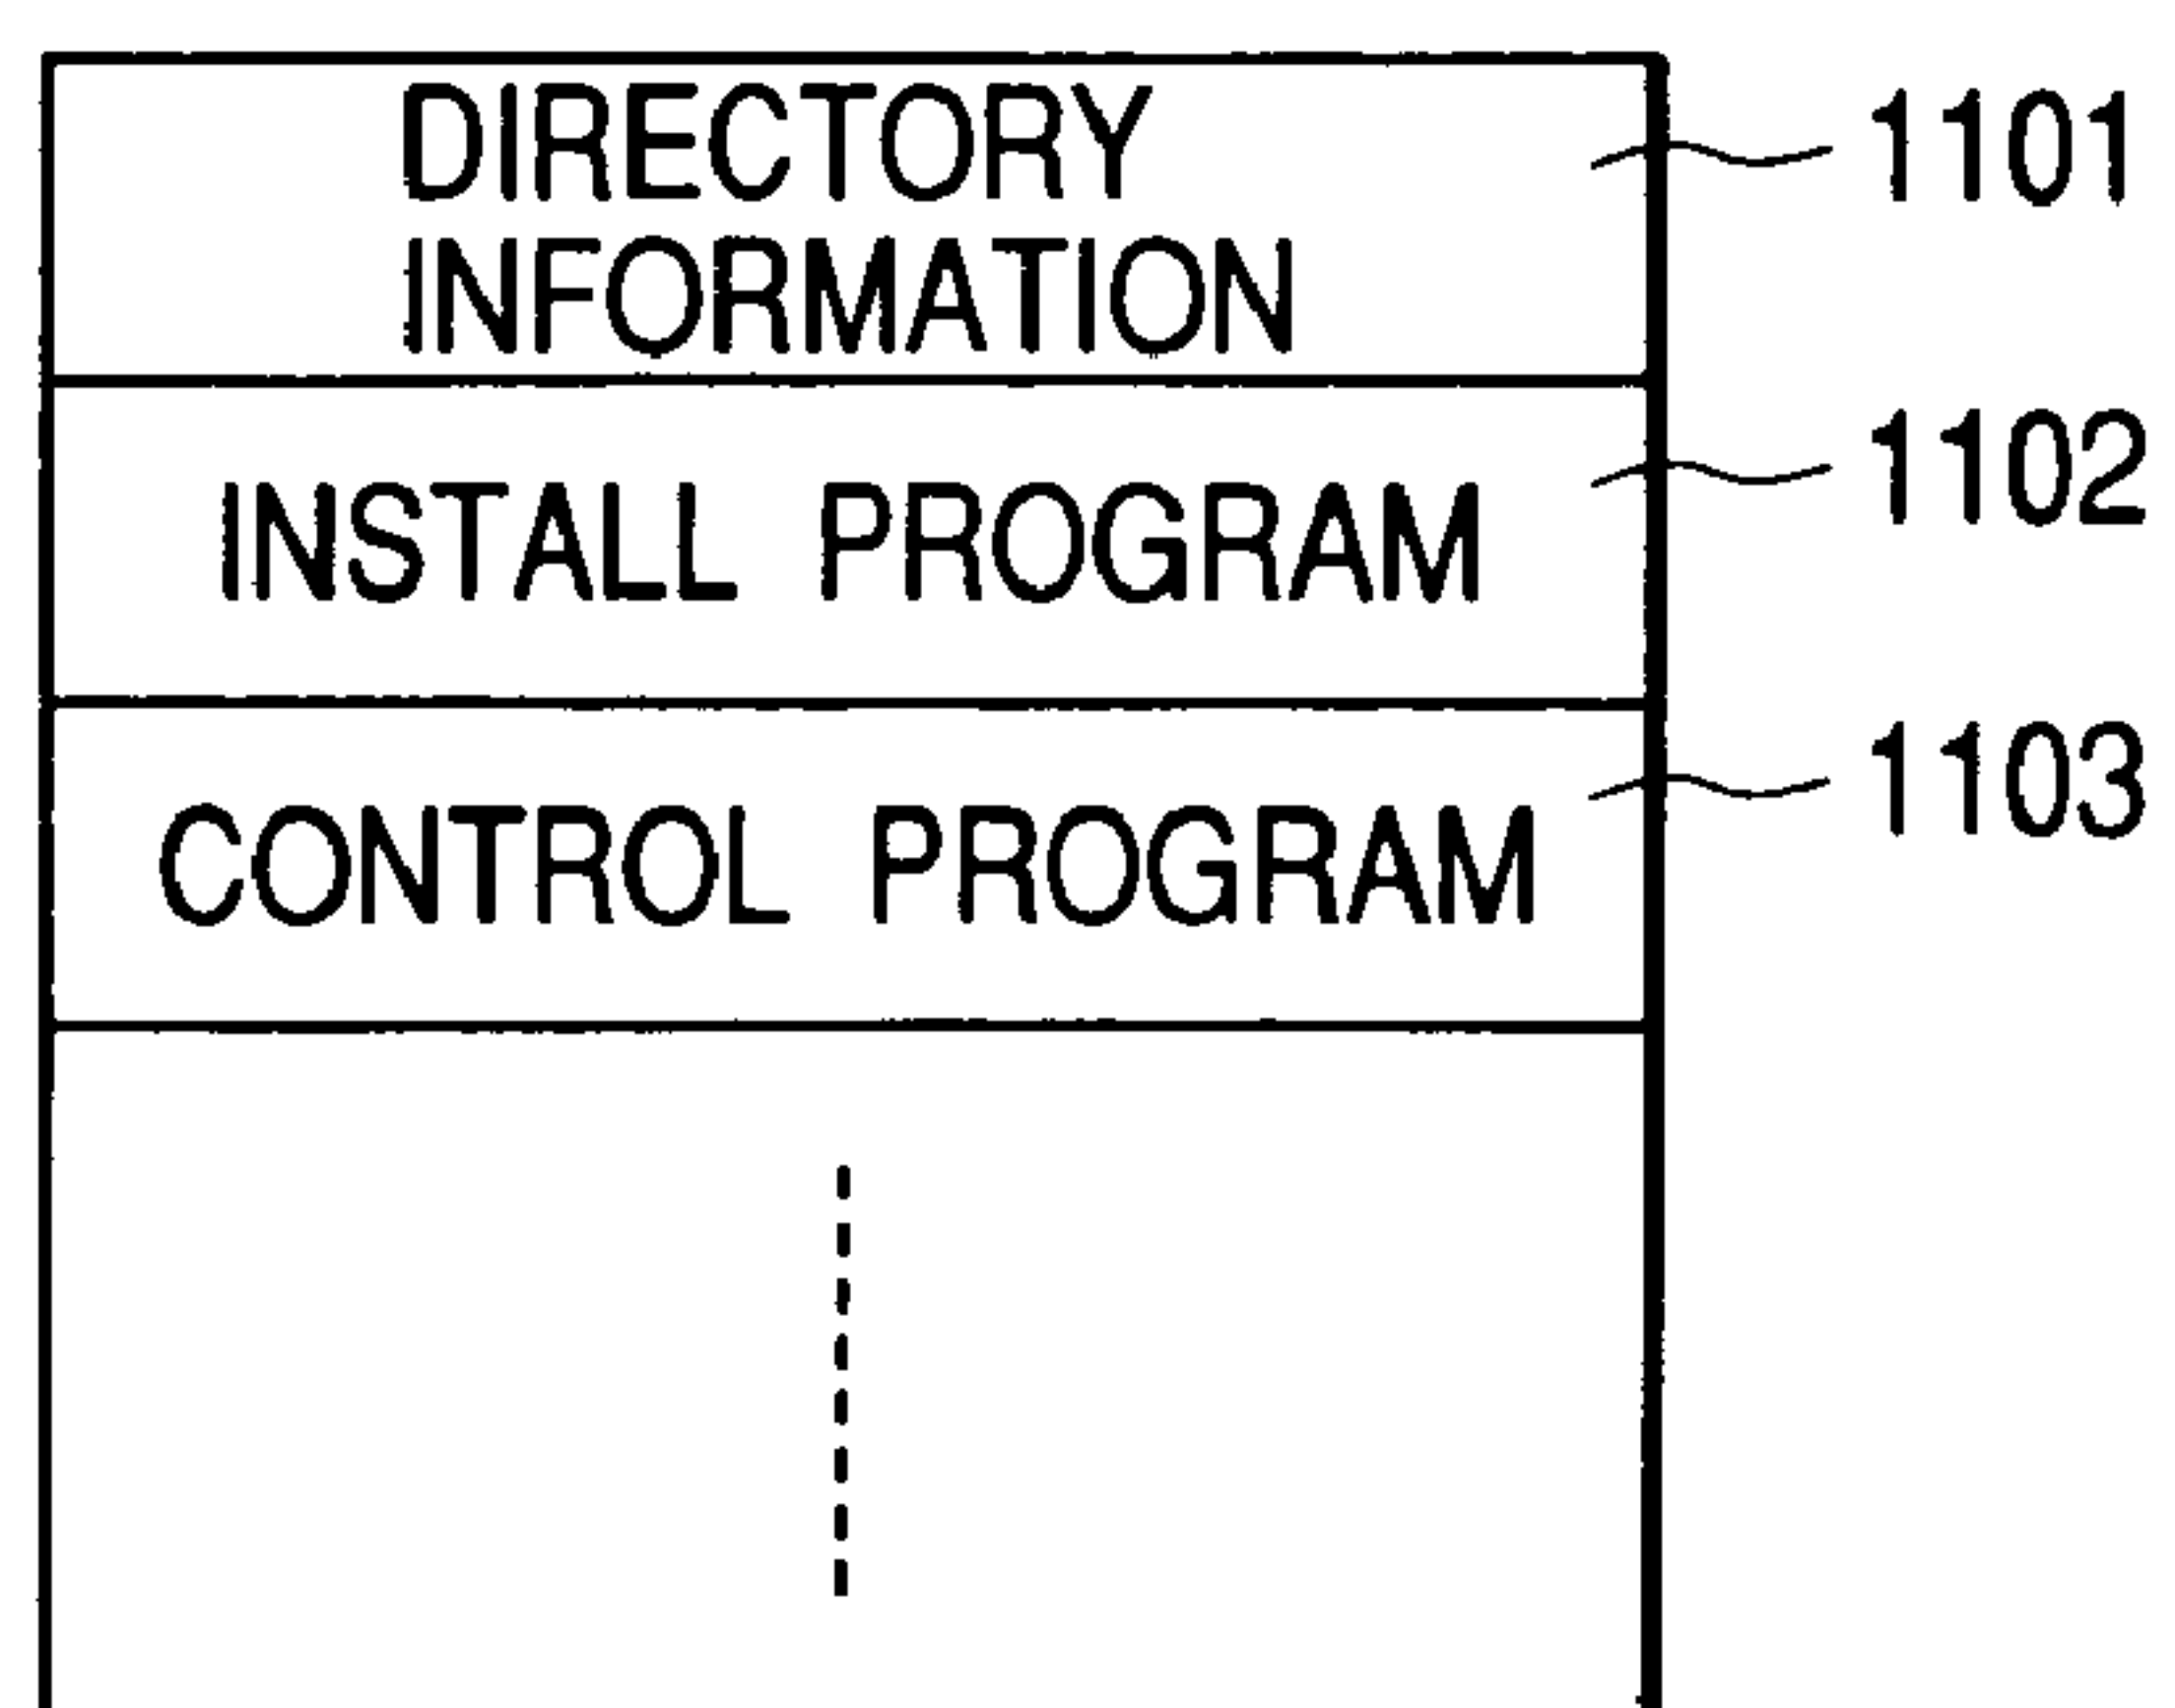 DIRECTORY
INFORMATION
1101
INSTALL PROGRAM
1102
CONTROL PROGRAM
1103